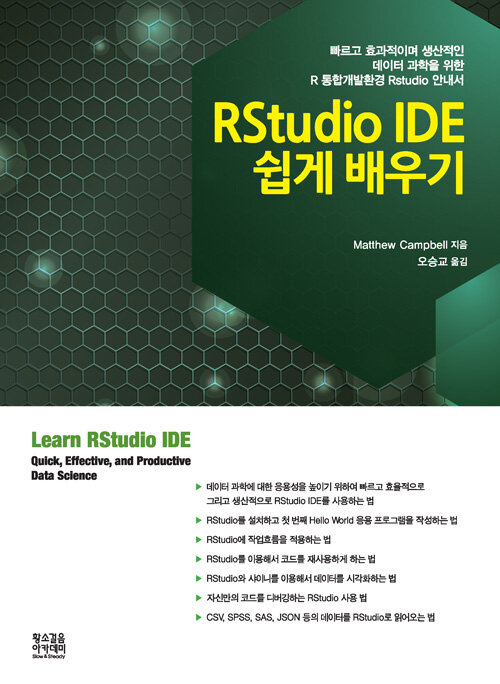 빠르고 효과적이며 생산적인
데이터 과학을 위한
R 통합개발환경 Rstudio 안내서
RStudio IDE
쉽게 배우기
Matthew Campbell 지음
오승교 옮김
Learn RStudio IDE
Quick, Effective, and Productive
Data Science
▶ 데이터 과학에 대한 응용성을 높이기 위하여 빠르고 효율적으로
그리고 생산적으로 RStudio IDE를 사용하는 법
▶ RStudio를 설치하고 첫 번째 Hello World 응용 프로그램을 작성하는 법
▶ RStudio에 작업흐름을 적용하는 법
▶ RStudio를 이용해서 코드를 재사용하게 하는 법
▶ RStudio와 샤이니를 이용해서 데이터를 시각화하는 법
▶ 자신만의 코드를 디버깅하는 RStudio 사용 법
▶ CSV, SPSS, SAS, JSON 등의 데이터를 RStudio로 읽어오는 법
황소걸음
아카데미
Slow & Steady